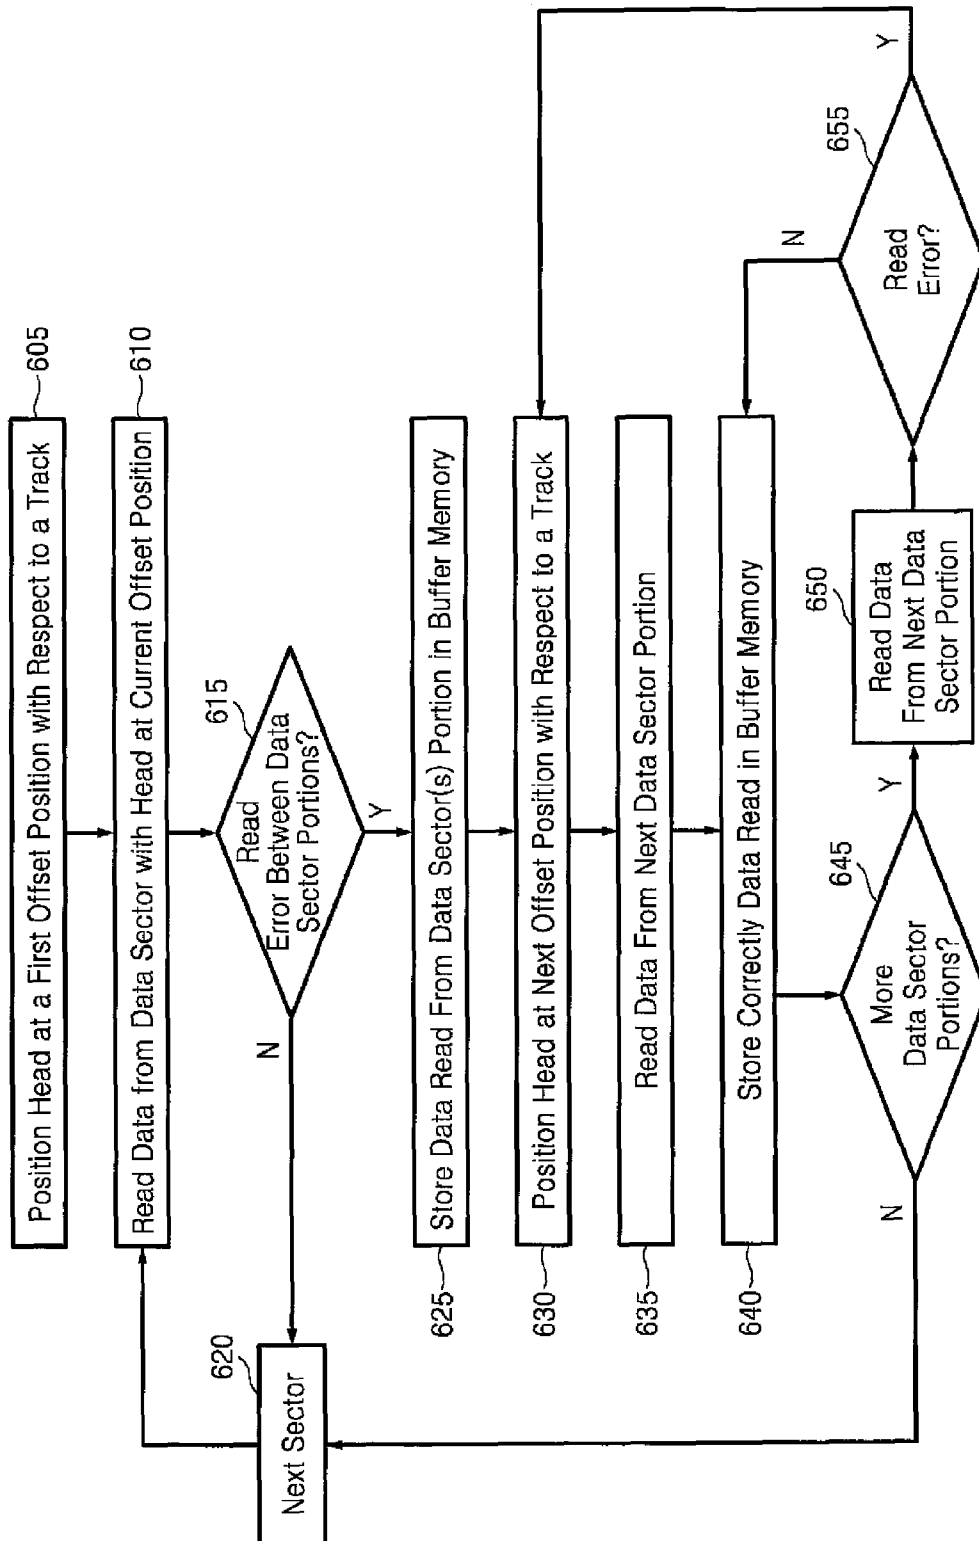 Position Head at a First Offset Position with Respect to a Track
605
Read Data from Data Sector with Head at Current Offset Position
610
Read
Error Between Data
Sector Portions?
615
N
Y
Next Sector
620
Store Data Read From Data Sector(s) Portion in Buffer Memory
625
Position Head at Next Offset Position with Respect to a Track
630
Read Data From Next Data Sector Portion
635
Store Correctly Data Read in Buffer Memory
640
More
Data Sector
Portions?
645
N
Y
Read Data
From Next Data
Sector Portion
650
Read
Error?
655
N
Y